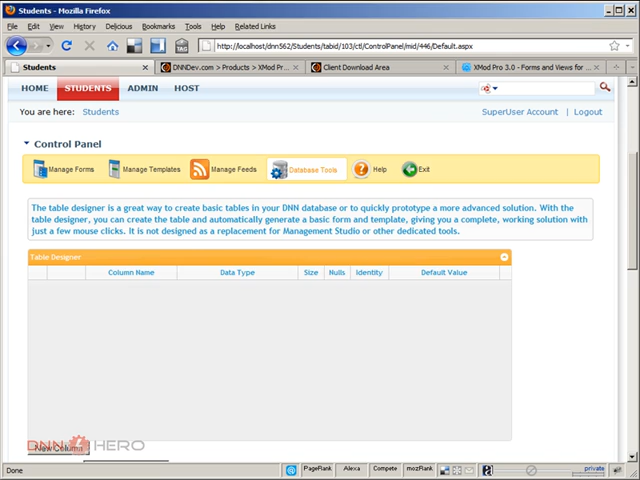 Students - Mozilla Firefox
File Edit View History Delicious Bookmarks Tools Help Related Links
http://localhost/dnn562/Students/tabid/103/ctl/ControlPanel/mid/446/Default.aspx
Students DNNDev.com > Products > XMod Pr... Client Download Area XMod Pro 3.0 - Forms and Views for ...
HOME STUDENTS ADMIN HOST
You are here: Students SuperUser Account | Logout
Control Panel
Manage Forms Manage Templates Manage Feeds Database Tools Help Exit
The table designer is a great way to create basic tables in your DNN database or to quickly prototype a more advanced solution. With the
table designer, you can create the table and automatically generate a basic form and template, giving you a complete, working solution with
just a few mouse clicks. It is not designed as a replacement for Management Studio or other dedicated tools.
Table Designer
Column Name Data Type Size Nulls Identity Default Value
DNN HERO
New Column
Done PageRank Alexa Compete mozRank private